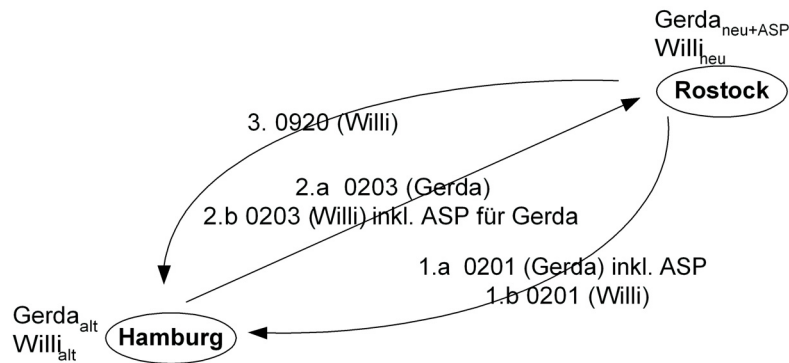 Gerda neu+ASP
Willi neu
Rostock
3. 0920 (Willi)
2.a 0203 (Gerda)
2.b 0203 (Willi) inkl. ASP für Gerda
1.a 0201 (Gerda) inkl. ASP
1.b 0201 (Willi)
Gerda alt
Willi alt
Hamburg